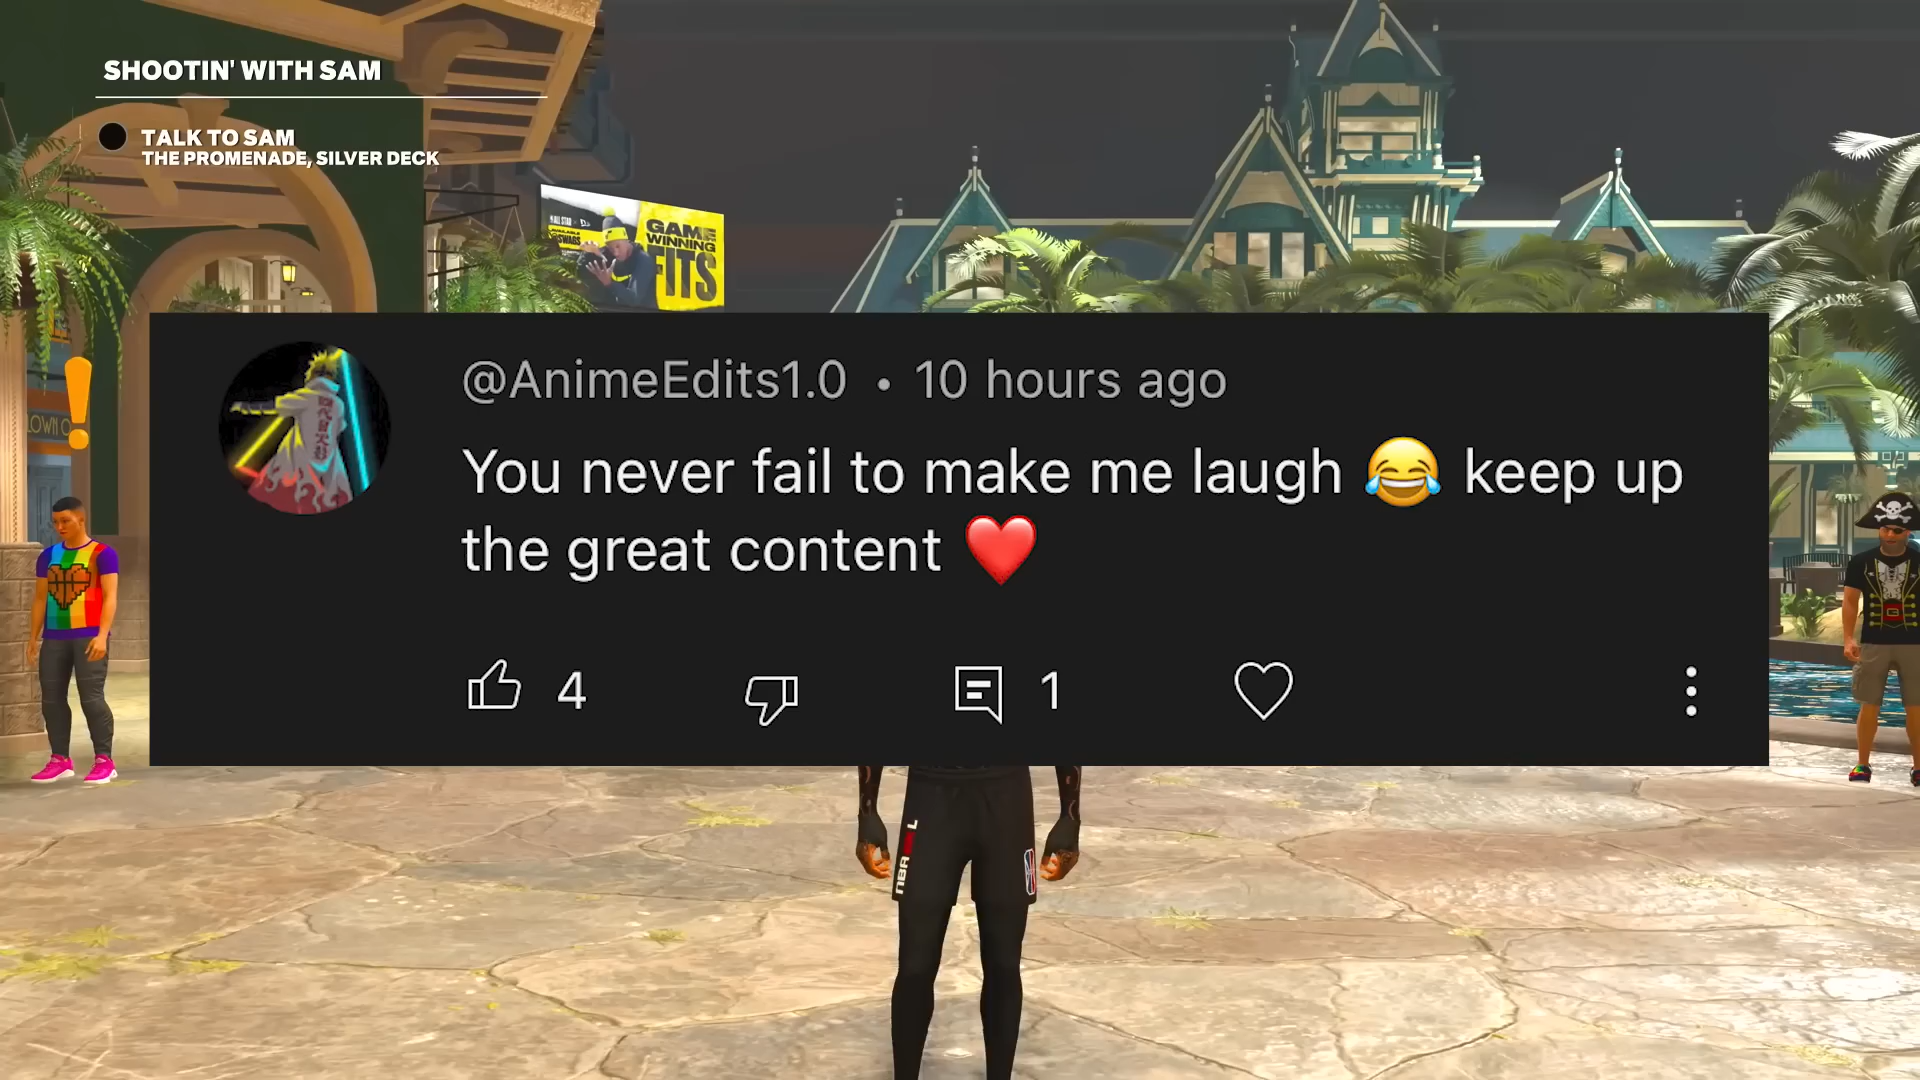 SHOOTIN' WITH SAM
TALK TO SAM
THE PROMENADE, SILVER DECK
GAME
WINNING
FITS
@AnimeEdits1.0 • 10 hours ago
You never fail to make me laugh 😂 keep up
the great content ❤️
4
1
NBA L